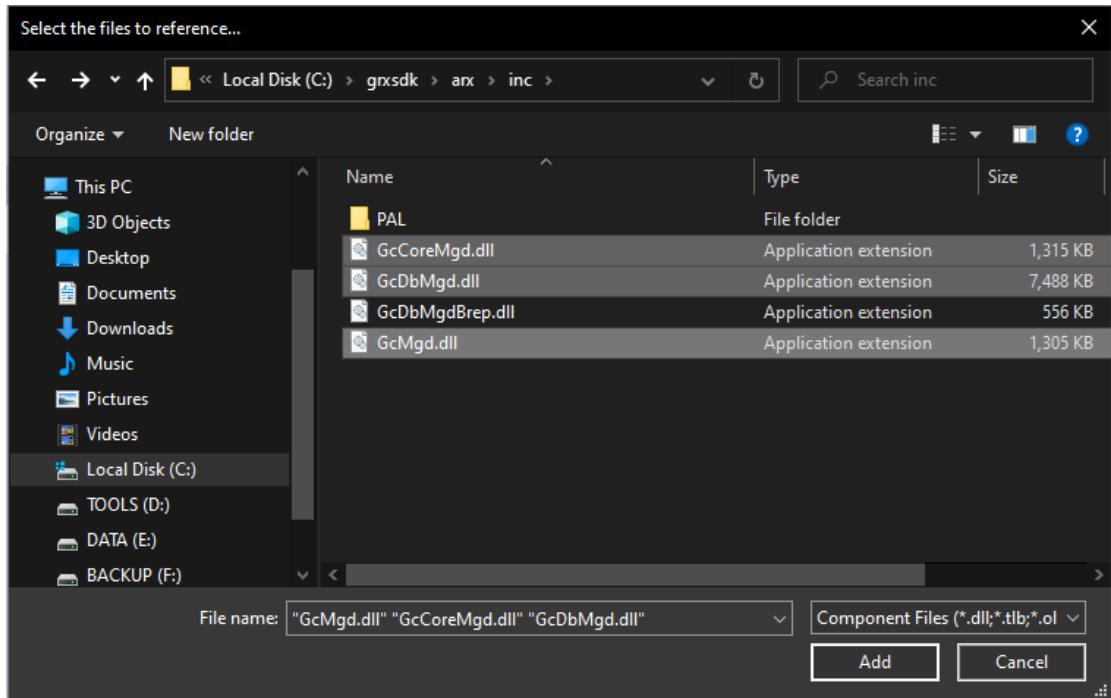 Select the files to reference...
« Local Disk (C:) › grxsdk › arx › inc ›
Search inc
Organize
New folder
?
Name Type Size
This PC
3D Objects
Desktop
Documents
Downloads
Music
Pictures
Videos
Local Disk (C:)
TOOLS (D:)
DATA (E:)
BACKUP (F:)
PAL File folder
GcCoreMgd.dll Application extension 1,315 KB
GcDbMgd.dll Application extension 7,488 KB
GcDbMgdBrep.dll Application extension 556 KB
GcMgd.dll Application extension 1,305 KB
File name: "GcMgd.dll" "GcCoreMgd.dll" "GcDbMgd.dll"
Component Files (*.dll;*.tlb;*.ol
Add Cancel